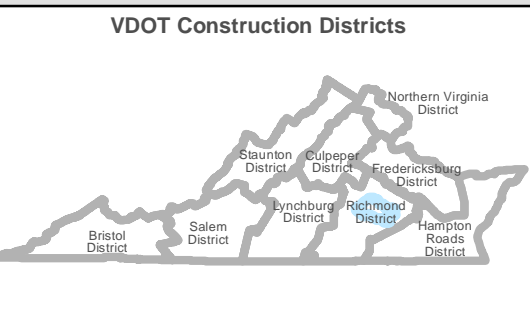 VDOT Construction Districts
Northern Virginia
District
Staunton
District
Culpeper
District
Fredericksburg
District
Lynchburg
District
Richmond
District
Salem
District
Hampton
Roads
District
Bristol
District